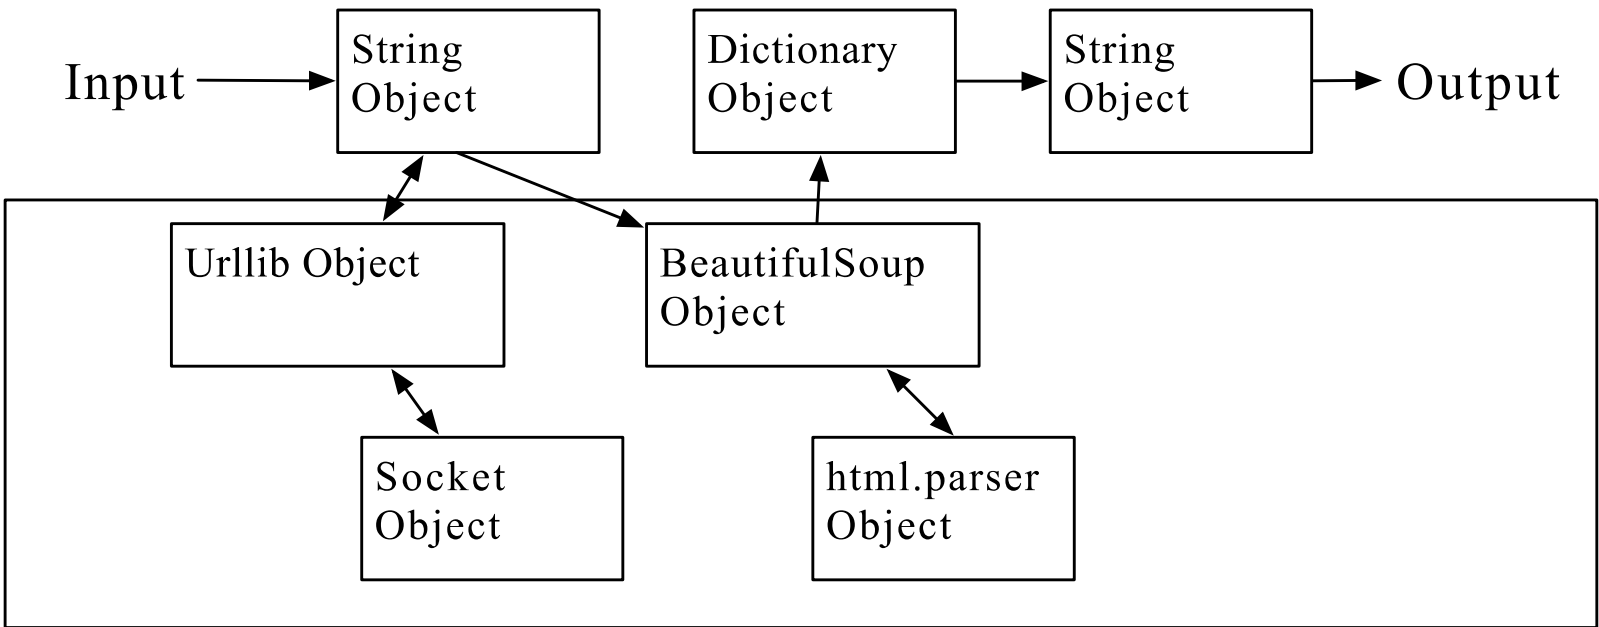 Input
String
Object
Dictionary
Object
String
Object
Output
Urllib Object
BeautifulSoup
Object
Socket
Object
html.parser
Object